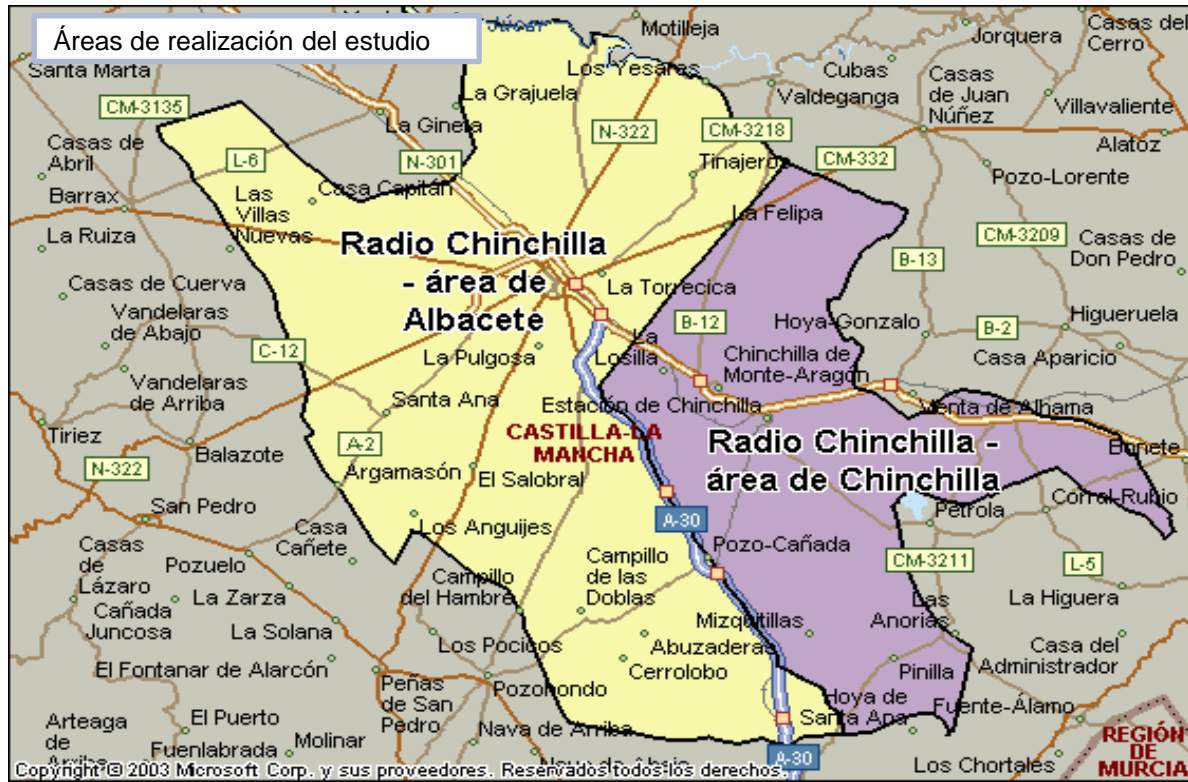 Áreas de realización del estudio
Júcar
Motilleja
Jorquera
Casas del
Cerro
Santa Marta
Los Yesares
Cubas
Casas
de Juan
Núñez
Valdeganga
Villavaliente
La Grajuela
CM-3135
La Gineta
N-322
CM-3218
Alatoz
Casas de
Abril
L-6
N-301
Tinajeros
CM-332
Pozo-Lorente
Barrax
Las
Villas
Nuevas
Casa Capitán
La Felipa
La Ruiza
CM-3209
Casas de
Don Pedro
Radio Chinchilla
- área de
Albacete
B-13
Casas de Cuerva
La Torrecica
Vandelaras
de Abajo
B-12
Hoya-Gonzalo
B-2
Higueruela
C-12
La Pulgosa
La
Losilla
Chinchilla de
Monte-Aragón
Casa Aparicio
Vandelaras
de Arriba
Santa Ana
Estación de Chinchilla
Venta de Alhama
Tiriez
CASTILLA-LA
MANCHA
Radio Chinchilla -
área de Chinchilla
Bonete
A-2
Balazote
N-322
Argamasón
El Salobral
Corral-Rubio
San Pedro
Los Anguijes
A-30
Pétrola
Casa
Cañete
Casas
de
Lázaro
Pozuelo
Campillo
de las
Doblas
Pozo-Cañada
CM-3211
L-5
Campillo
del Hambre
La Zarza
Cañada
Juncosa
Mizquitillas
Las
Anorias
La Higuera
La Solana
Los Pocicos
Abuzaderas
Casa del
Administrador
El Fontanar de Alarcón
Cerrolobo
Pinilla
Peñas
de San
Pedro
Pozohondo
Hoya de
Santa Ana
Fuente-Álamo
Arteaga
de
Arriba
El Puerto
Nava de Arriba
REGIÓN
DE
MURCIA
Fuenlabrada
Molinar
Nava de Abajo
A-30
Los Chortales
Copyright © 2003 Microsoft Corp. y sus proveedores. Reservados todos los derechos.